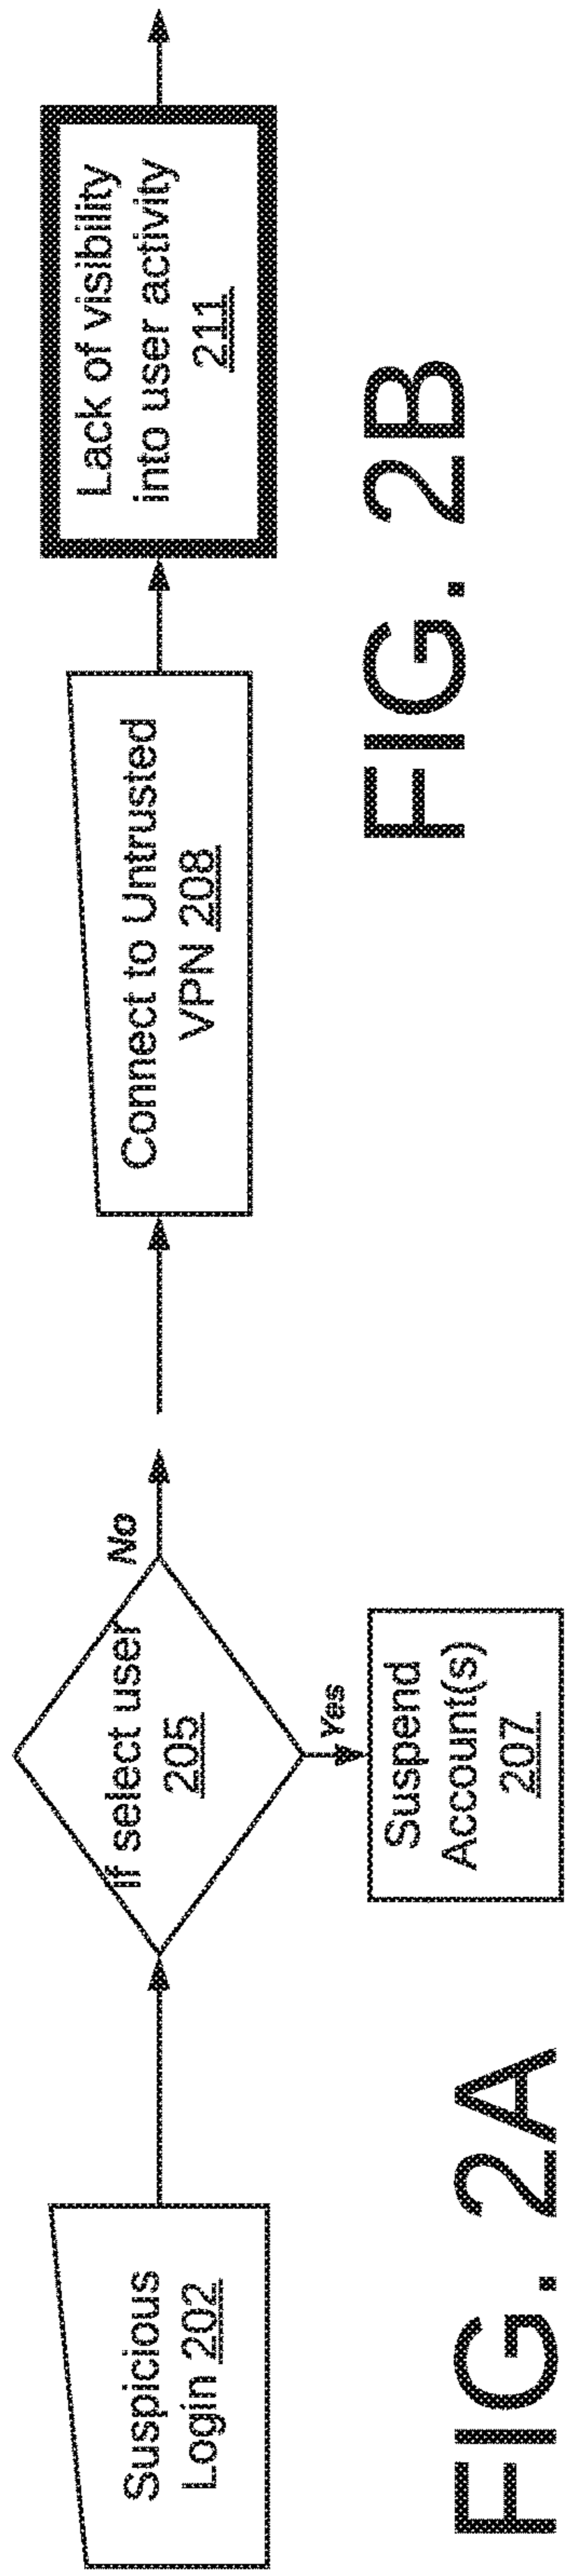 Suspicious
Login 202
If select user
205
No
Yes
Suspend
Account(s)
207
FIG. 2A
Connect to Untrusted
VPN 208
Lack of visibility
into user activity
211
FIG. 2B